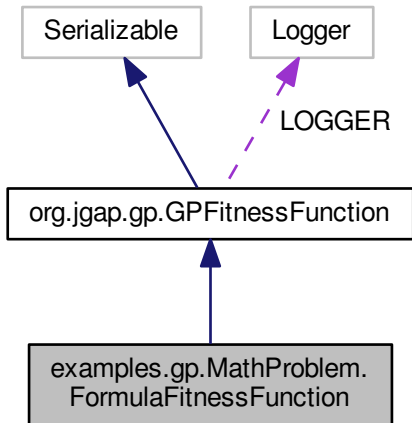 Serializable
Logger
LOGGER
org.jgap.gp.GPFitnessFunction
examples.gp.MathProblem.
FormulaFitnessFunction